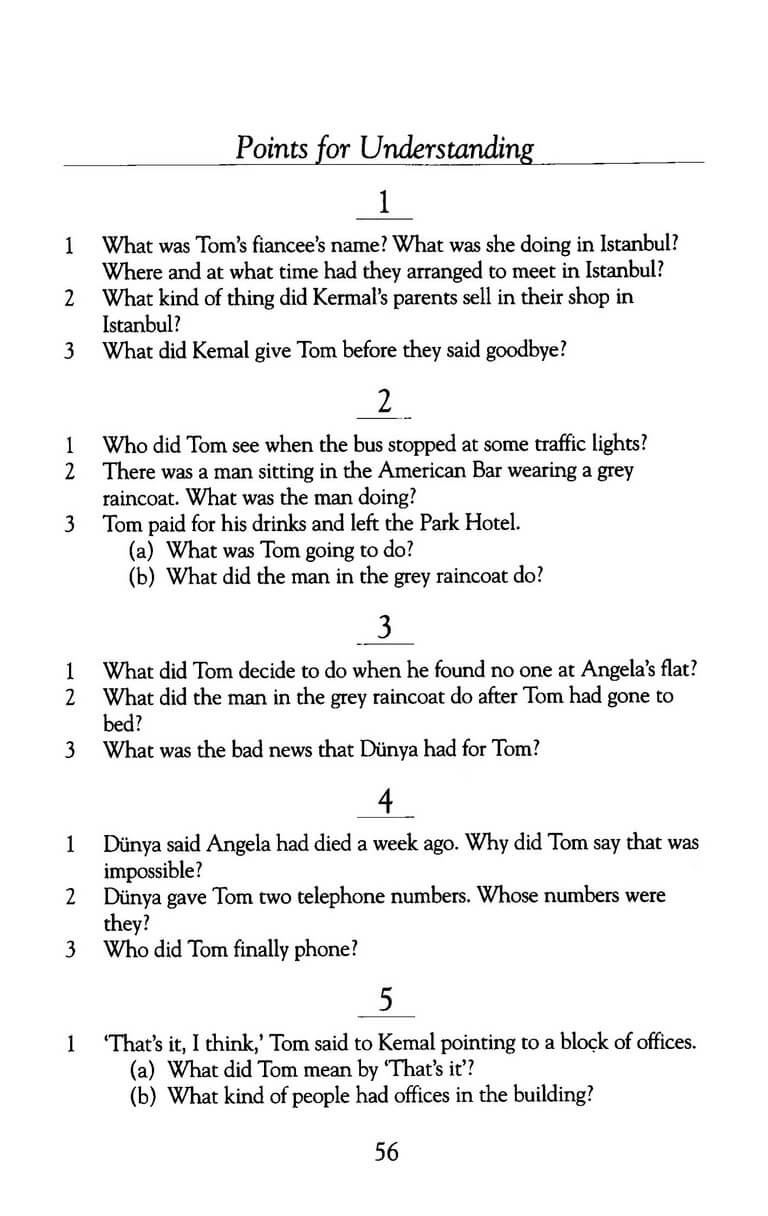 Points for Understanding
1
1 What was Tom's fiancee's name? What was she doing in Istanbul?
Where and at what time had they arranged to meet in Istanbul?
2 What kind of thing did Kermal's parents sell in their shop in
Istanbul?
3 What did Kemal give Tom before they said goodbye?
2
1 Who did Tom see when the bus stopped at some traffic lights?
2 There was a man sitting in the American Bar wearing a grey
raincoat. What was the man doing?
3 Tom paid for his drinks and left the Park Hotel.
(a) What was Tom going to do?
(b) What did the man in the grey raincoat do?
3
1 What did Tom decide to do when he found no one at Angela's flat?
2 What did the man in the grey raincoat do after Tom had gone to
bed?
3 What was the bad news that Dünya had for Tom?
4
1 Dünya said Angela had died a week ago. Why did Tom say that was
impossible?
2 Dünya gave Tom two telephone numbers. Whose numbers were
they?
3 Who did Tom finally phone?
5
1 'That's it, I think,' Tom said to Kemal pointing to a block of offices.
(a) What did Tom mean by 'That's it'?
(b) What kind of people had offices in the building?
56